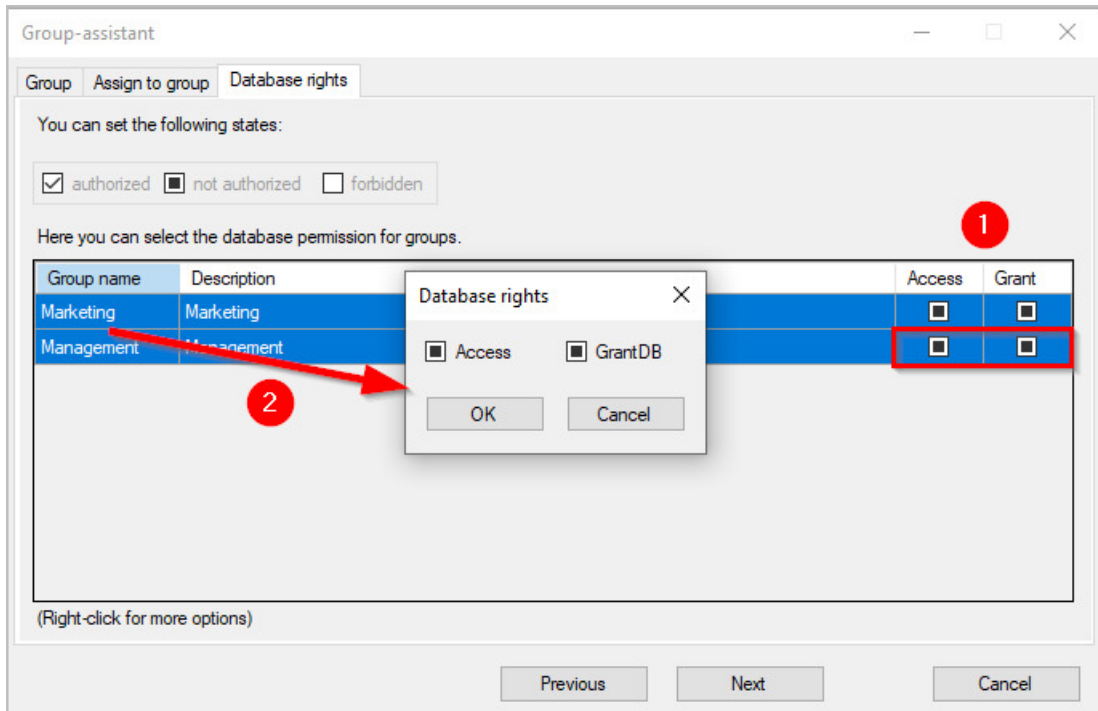 Group-assistant
Group Assign to group Database rights
You can set the following states:
authorized not authorized forbidden
1
Here you can select the database permission for groups.
Group name Description Access Grant
Marketing Marketing
Management Management
Database rights
Access GrantDB
2
OK Cancel
(Right-click for more options)
Previous Next Cancel